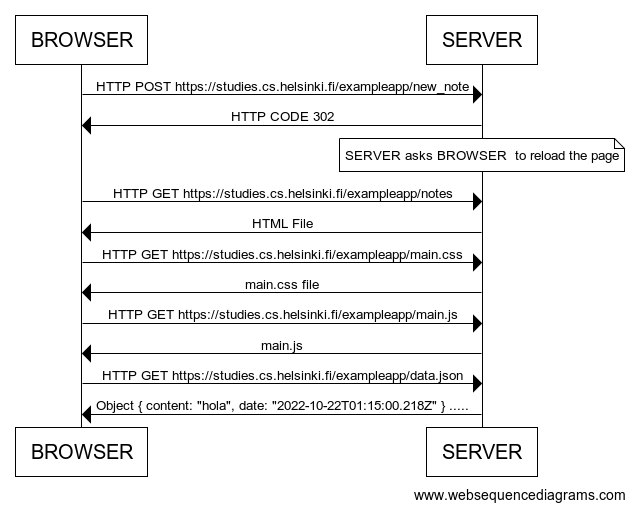 BROWSER SERVER
HTTP POST https://studies.cs.helsinki.fi/exampleapp/new_note
HTTP CODE 302
SERVER asks BROWSER  to reload the page
HTTP GET https://studies.cs.helsinki.fi/exampleapp/notes
HTML File
HTTP GET https://studies.cs.helsinki.fi/exampleapp/main.css
main.css file
HTTP GET https://studies.cs.helsinki.fi/exampleapp/main.js
main.js
HTTP GET https://studies.cs.helsinki.fi/exampleapp/data.json
Object { content: "hola", date: "2022-10-22T01:15:00.218Z" } .....
BROWSER SERVER
www.websequencediagrams.com